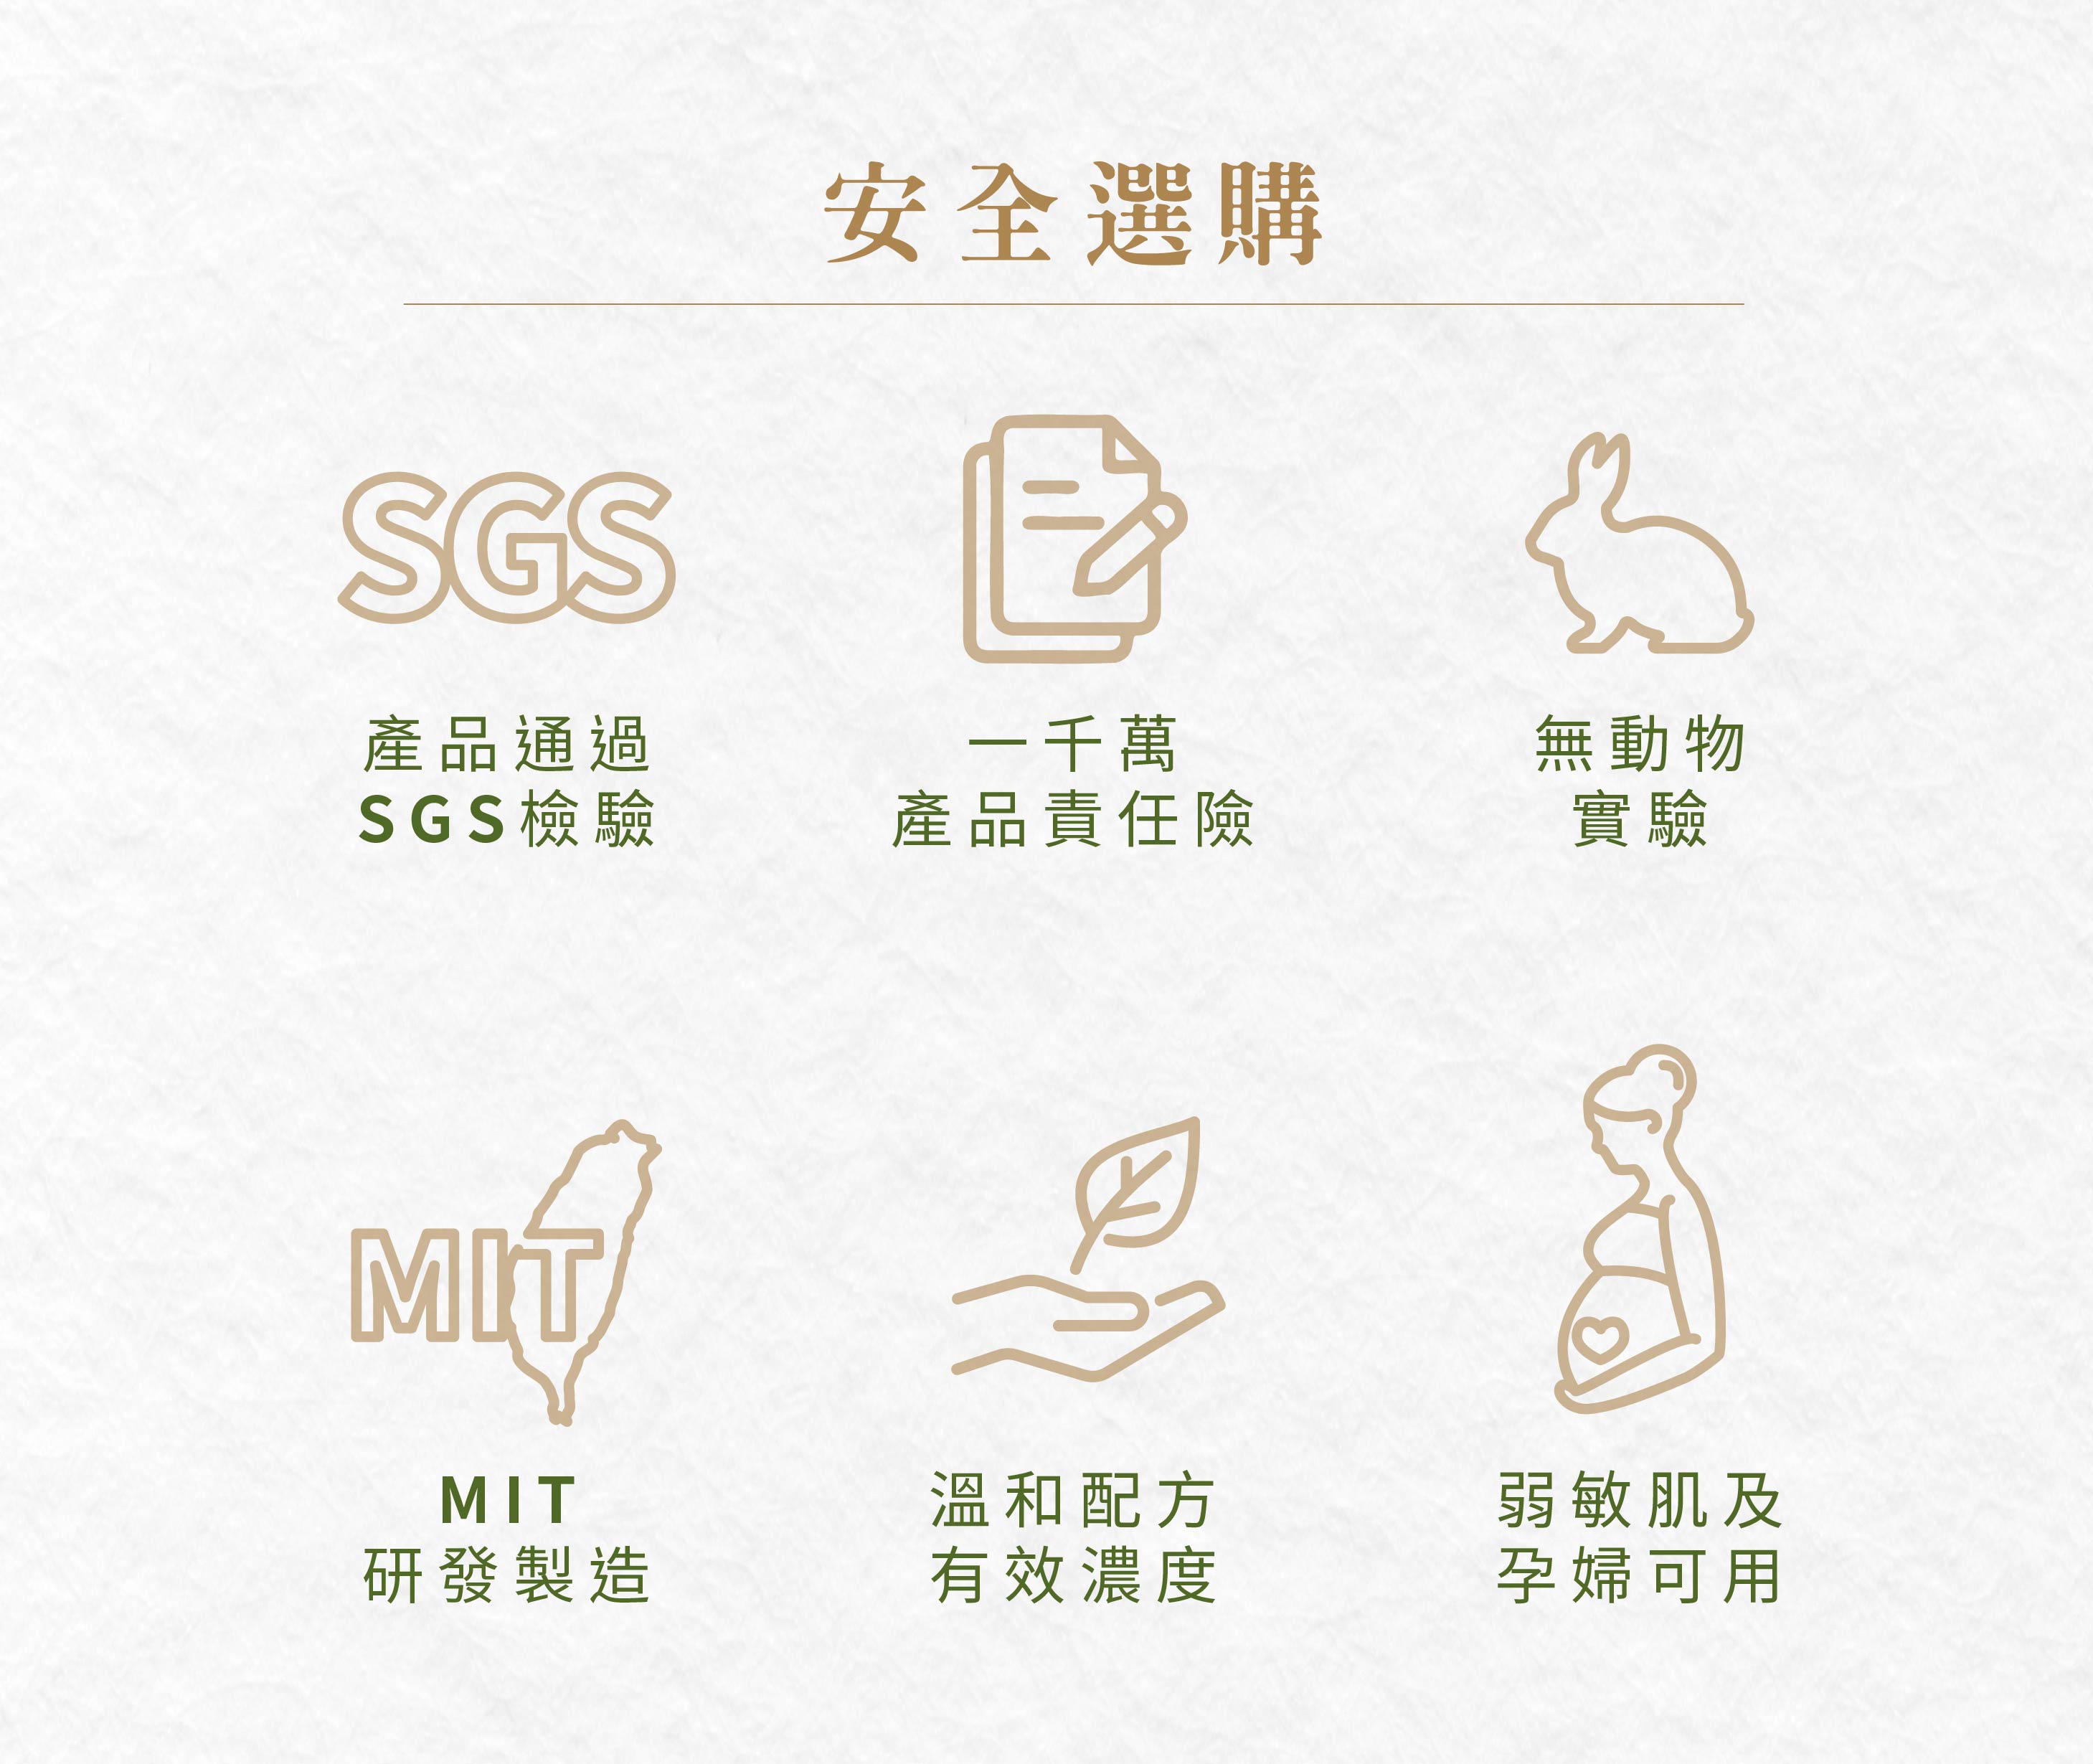 安全選購
SGS
產品通過
SGS檢驗
一千萬
產品責任險
無動物
實驗
MIT
MIT
研發製造
溫和配方
有效濃度
弱敏肌及
孕婦可用